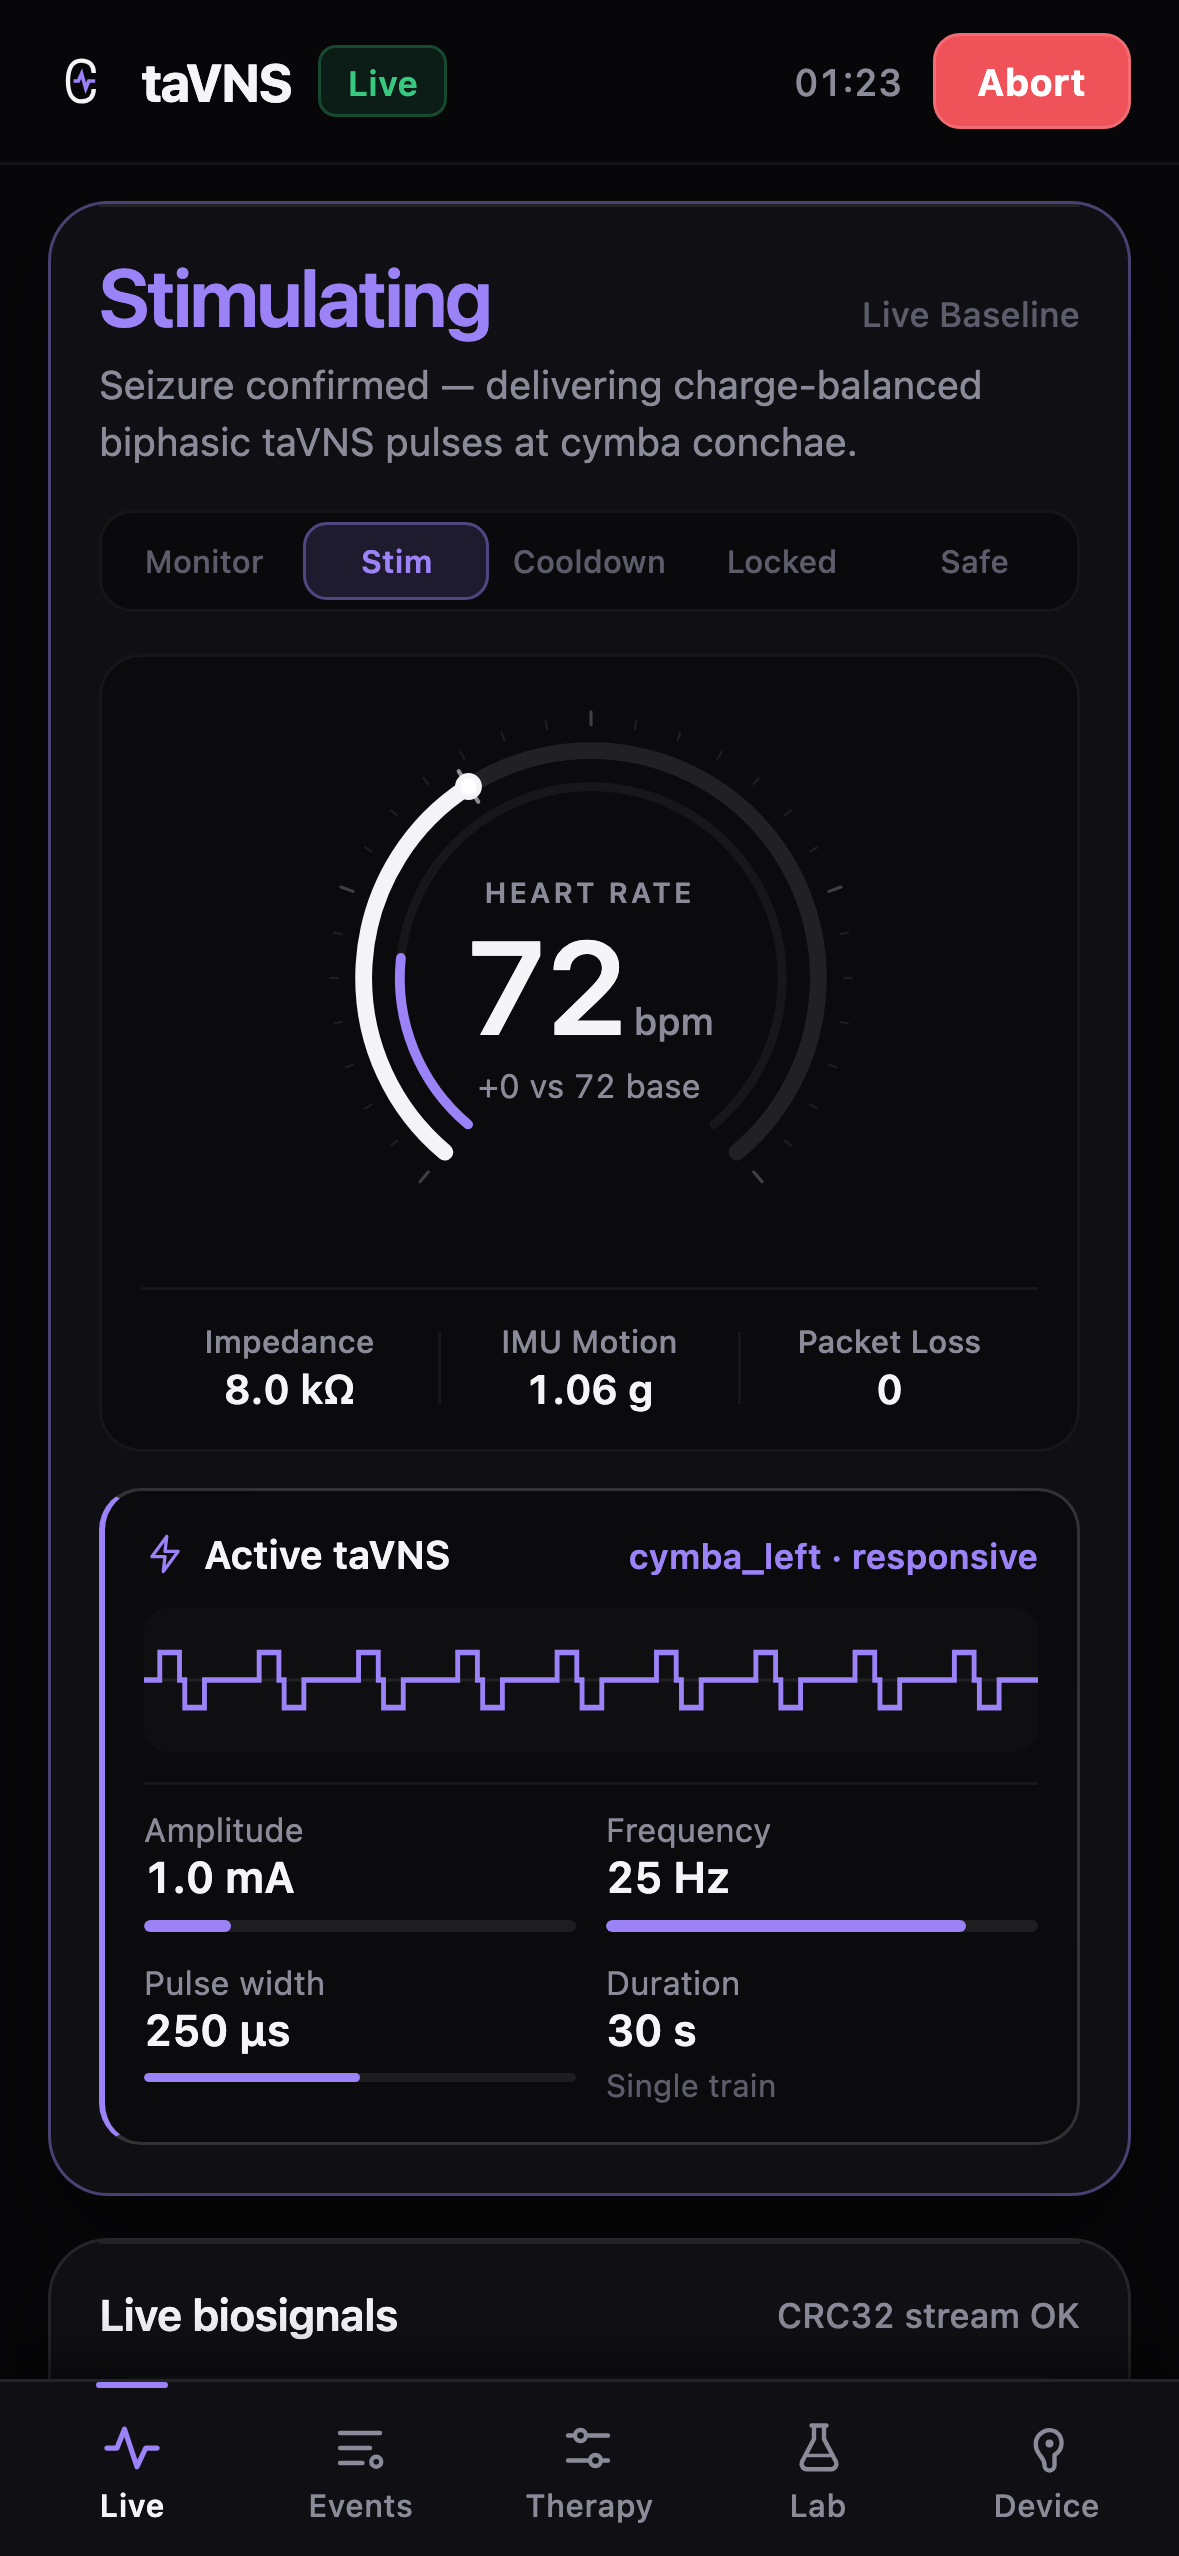 taVNS
Live
01:23
Abort
Stimulating
Live Baseline
Seizure confirmed — delivering charge-balanced
biphasic taVNS pulses at cymba conchae.
Monitor
Stim
Cooldown
Locked
Safe
HEART RATE
72 bpm
+0 vs 72 base
Impedance
8.0 kΩ
IMU Motion
1.06 g
Packet Loss
0
Active taVNS
cymba_left · responsive
Amplitude
1.0 mA
Frequency
25 Hz
Pulse width
250 µs
Duration
30 s
Single train
Live biosignals
CRC32 stream OK
Live
Events
Therapy
Lab
Device